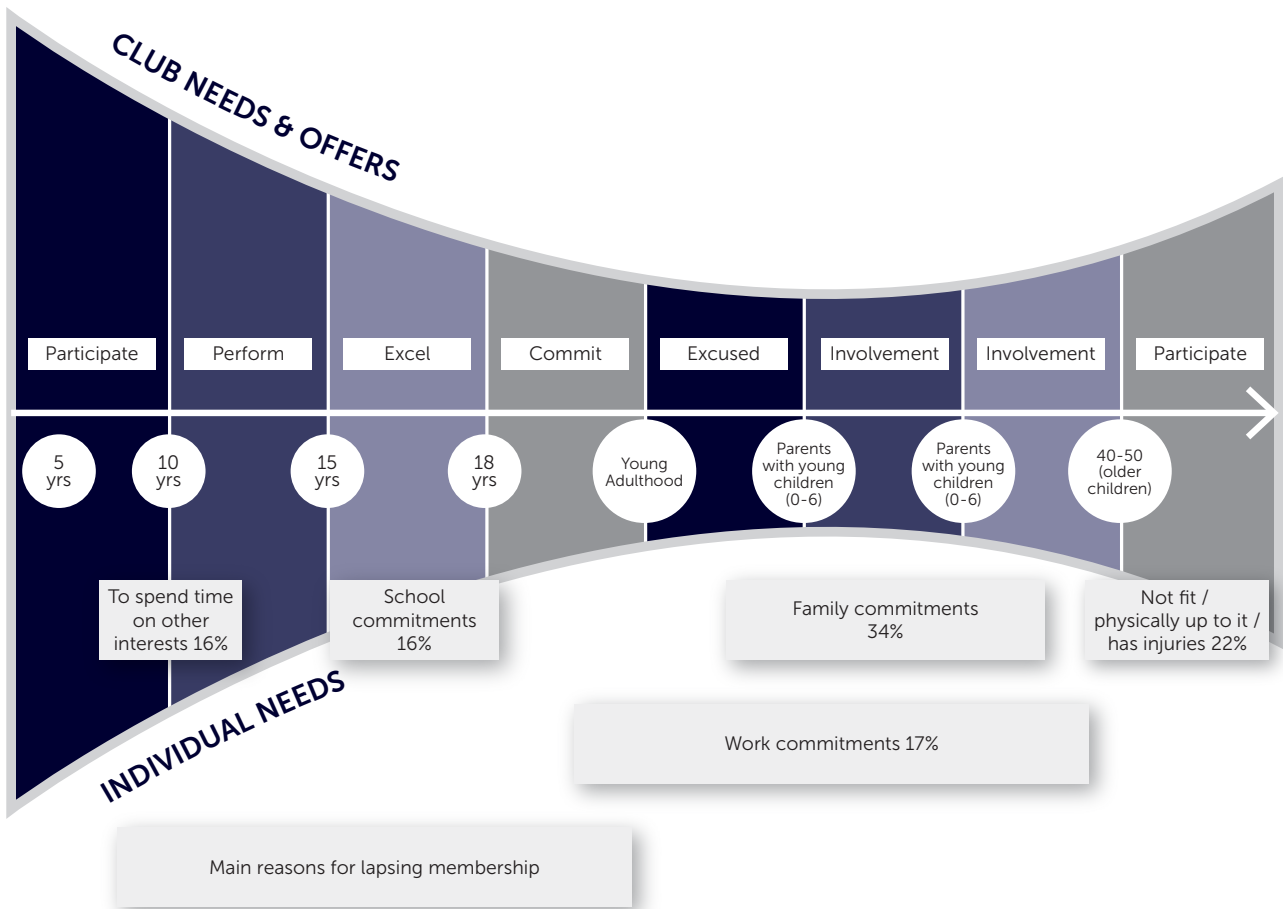 CLUB NEEDS & OFFERS
Participate
Perform
Excel
Commit
Excused
Involvement
Involvement
Participate
5
yrs
10
yrs
15
yrs
18
yrs
Young
Adulthood
Parents
with young
children
(0-6)
Parents
with young
children
(0-6)
40-50
(older
children)
To spend time
on other
interests 16%
School
commitments
16%
Family commitments
34%
Not fit /
physically up to it /
has injuries 22%
INDIVIDUAL NEEDS
Work commitments 17%
Main reasons for lapsing membership